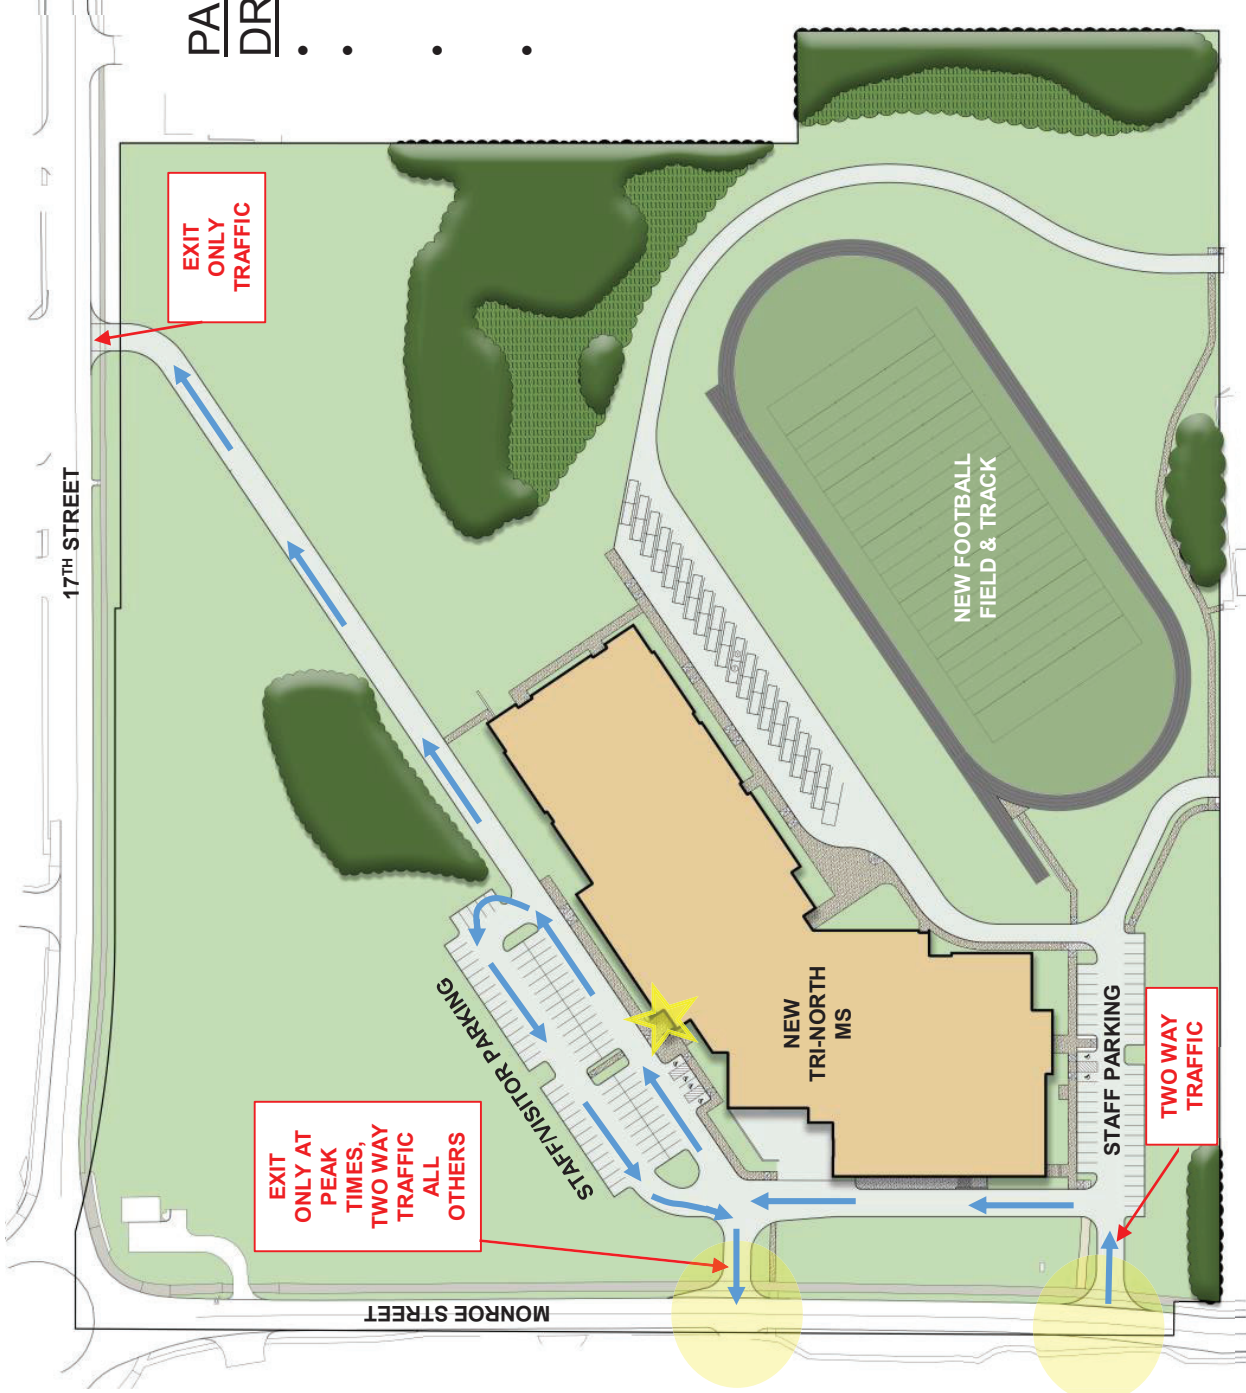 PA
DR
17TH STREET
EXIT
ONLY
TRAFFIC
NEW FOOTBALL
FIELD & TRACK
STAFF/VISITOR PARKING
NEW
TRI-NORTH
MS
EXIT
ONLY AT
PEAK
TIMES,
TWO WAY
TRAFFIC
ALL
OTHERS
STAFF PARKING
TWO WAY
TRAFFIC
MONROE STREET